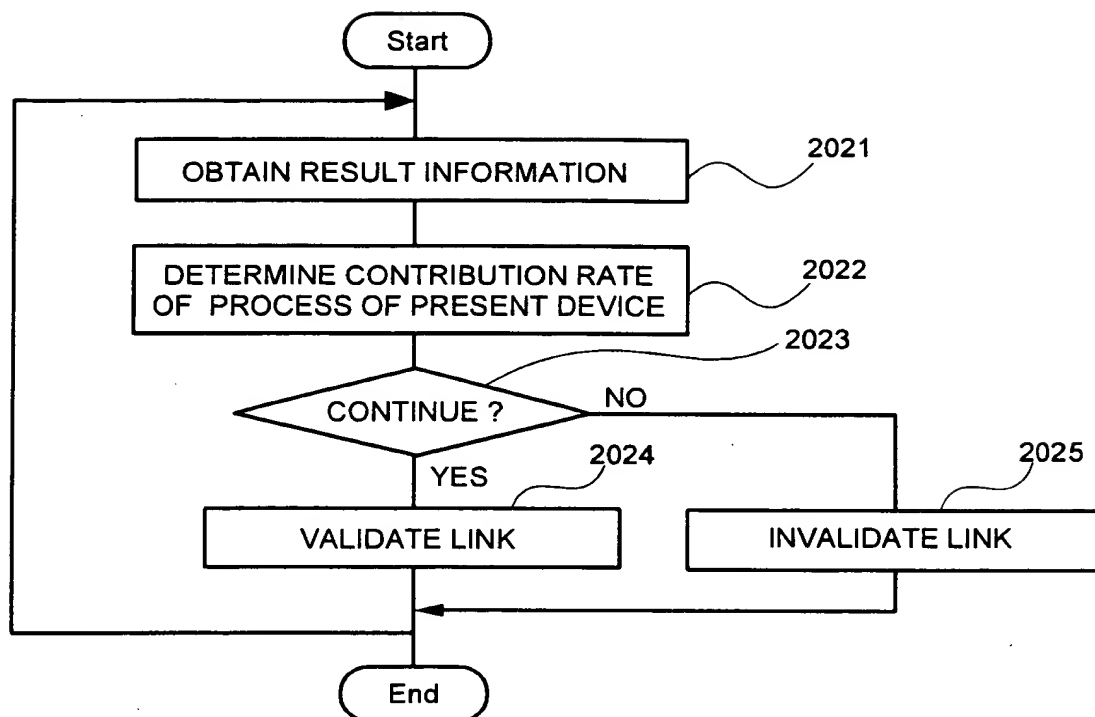 Start
OBTAIN RESULT INFORMATION
2021
DETERMINE CONTRIBUTION RATE
OF PROCESS OF PRESENT DEVICE
2022
2023
CONTINUE ?
NO
YES
2024
2025
VALIDATE LINK
INVALIDATE LINK
End